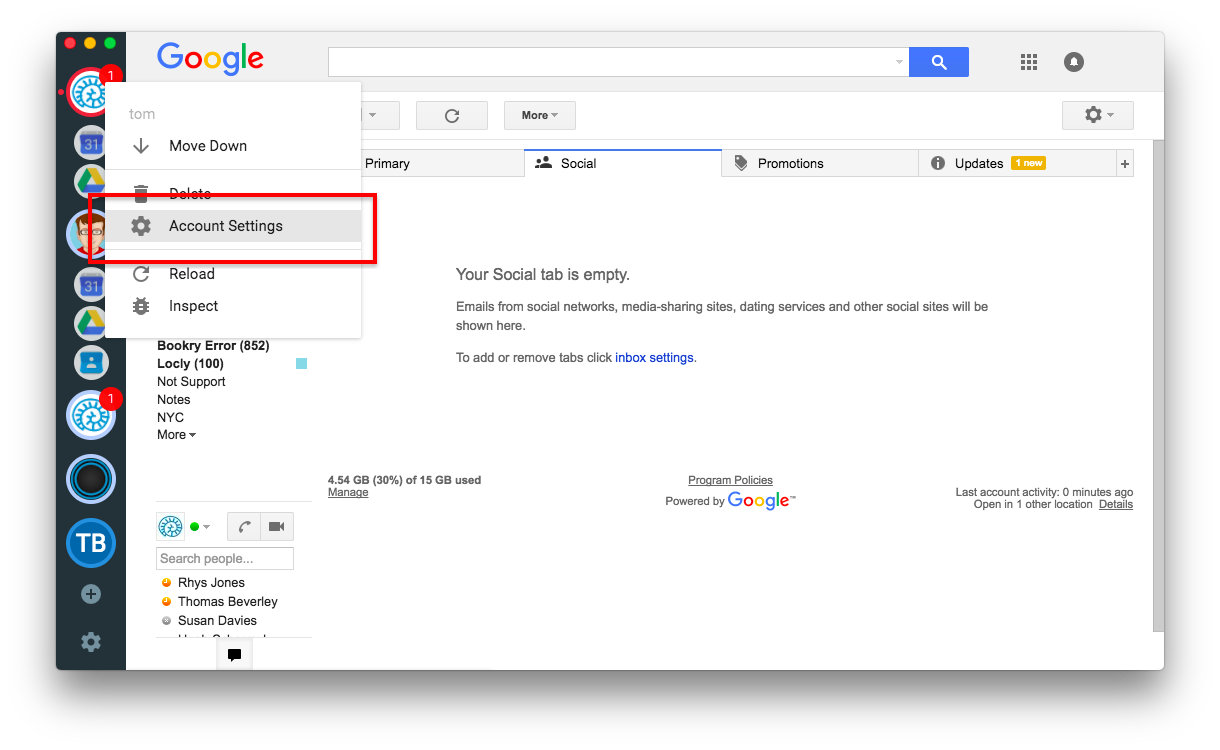 Google
1
tom
Move Down
More
31
Primary
Social
Promotions
Updates
1 new
+
Delete
Account Settings
Reload
Inspect
31
Your Social tab is empty.
Emails from social networks, media-sharing sites, dating services and other social sites will be
shown here.
To add or remove tabs click inbox settings.
Bookry Error (852)
Locly (100)
Not Support
Notes
NYC
More
1
4.54 GB (30%) of 15 GB used
Manage
Program Policies
Powered by Google™
Last account activity: 0 minutes ago
Open in 1 other location Details
TB
Search people...
Rhys Jones
Thomas Beverley
Susan Davies